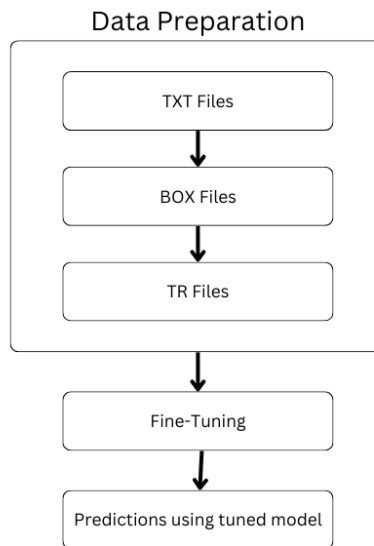 Data Preparation
TXT Files
BOX Files
TR Files
Fine-Tuning
Predictions using tuned model